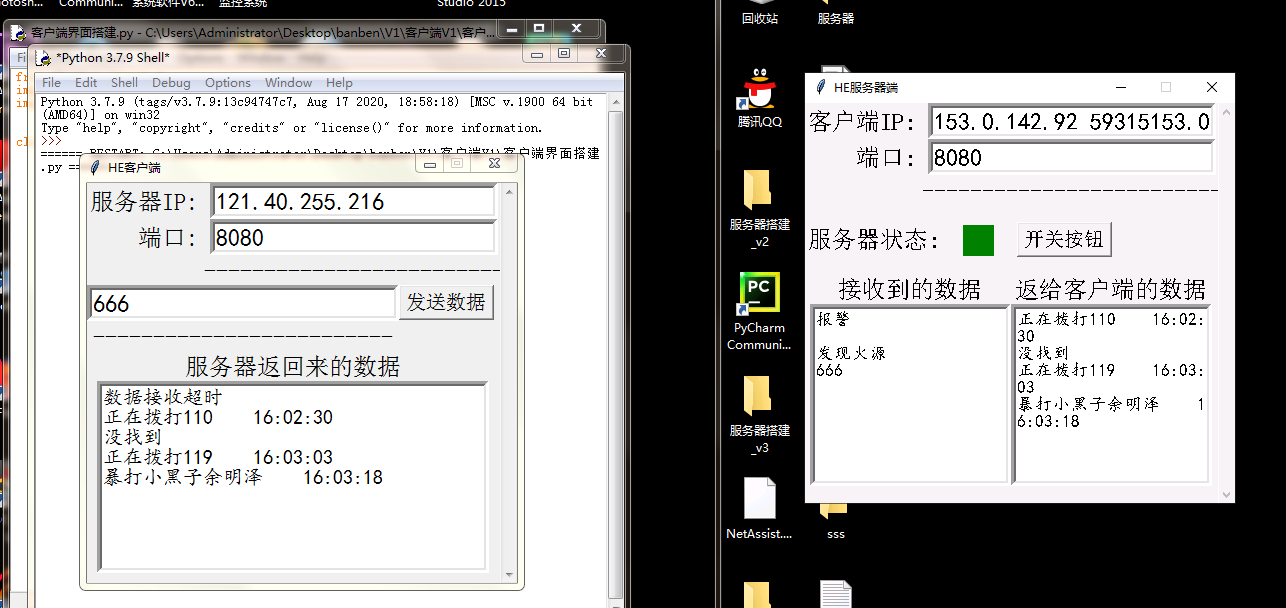 Communi...
系统软件V6...
监控系统
Studio 2015
客户端界面搭建.py - C:\Users\Administrator\Desktop\banben\V1\客户端V1\客户...
*Python 3.7.9 Shell*
File Edit Shell Debug Options Window Help
Python 3.7.9 (tags/v3.7.9:13c94747c7, Aug 17 2020, 18:58:18) [MSC v.1900 64 bit
(AMD64)] on win32
Type "help", "copyright", "credits" or "license()" for more information.
>>>
====== RESTART: C:\Users\Administrator\Desktop\banben\V1\客户端V1\客户端界面搭建
.py ==
HE客户端
服务器IP: 121.40.255.216
端口: 8080
--------------------------
666 发送数据
--------------------------
服务器返回来的数据
数据接收超时
正在拨打110 16:02:30
没找到
正在拨打119 16:03:03
暴打小黑子余明泽 16:03:18
回收站
服务器
腾讯QQ
服务器搭建
_v2
PyCharm
Communi...
服务器搭建
_v3
NetAssist....
sss
HE服务器端
客户端IP: 153.0.142.92 59315153.0
端口: 8080
--------------------------
服务器状态: 开关按钮
接收到的数据 返给客户端的数据
报警
发现火源
666
正在拨打110 16:02:
30
没找到
正在拨打119 16:03:
03
暴打小黑子余明泽 1
6:03:18